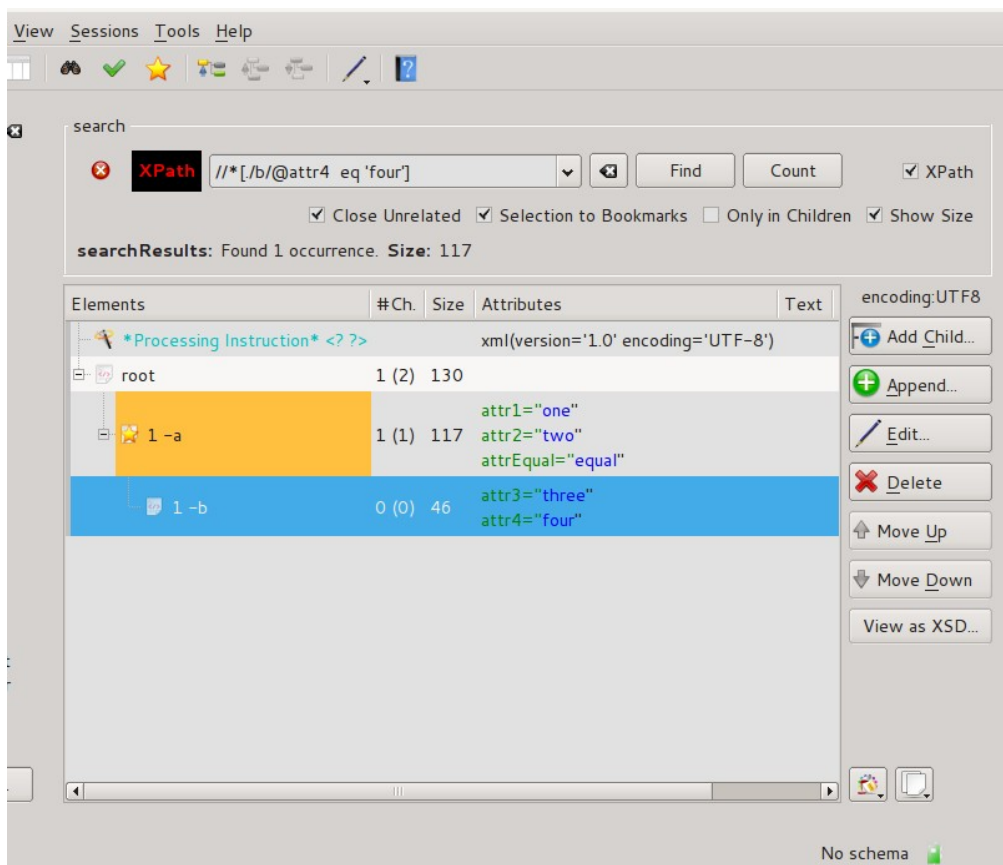 View Sessions Tools Help
search
XPath //*[./b/@attr4 eq 'four'] Find Count XPath
Close Unrelated Selection to Bookmarks Only in Children Show Size
searchResults: Found 1 occurrence. Size: 117
Elements #Ch. Size Attributes Text
encoding:UTF8
*Processing Instruction* <? ?> xml(version='1.0' encoding='UTF-8')
Add Child...
root 1 (2) 130
Append...
attr1="one"
1 -a 1 (1) 117 attr2="two"
Edit...
attrEqual="equal"
Delete
attr3="three"
1 -b 0 (0) 46
attr4="four"
Move Up
Move Down
View as XSD...
No schema